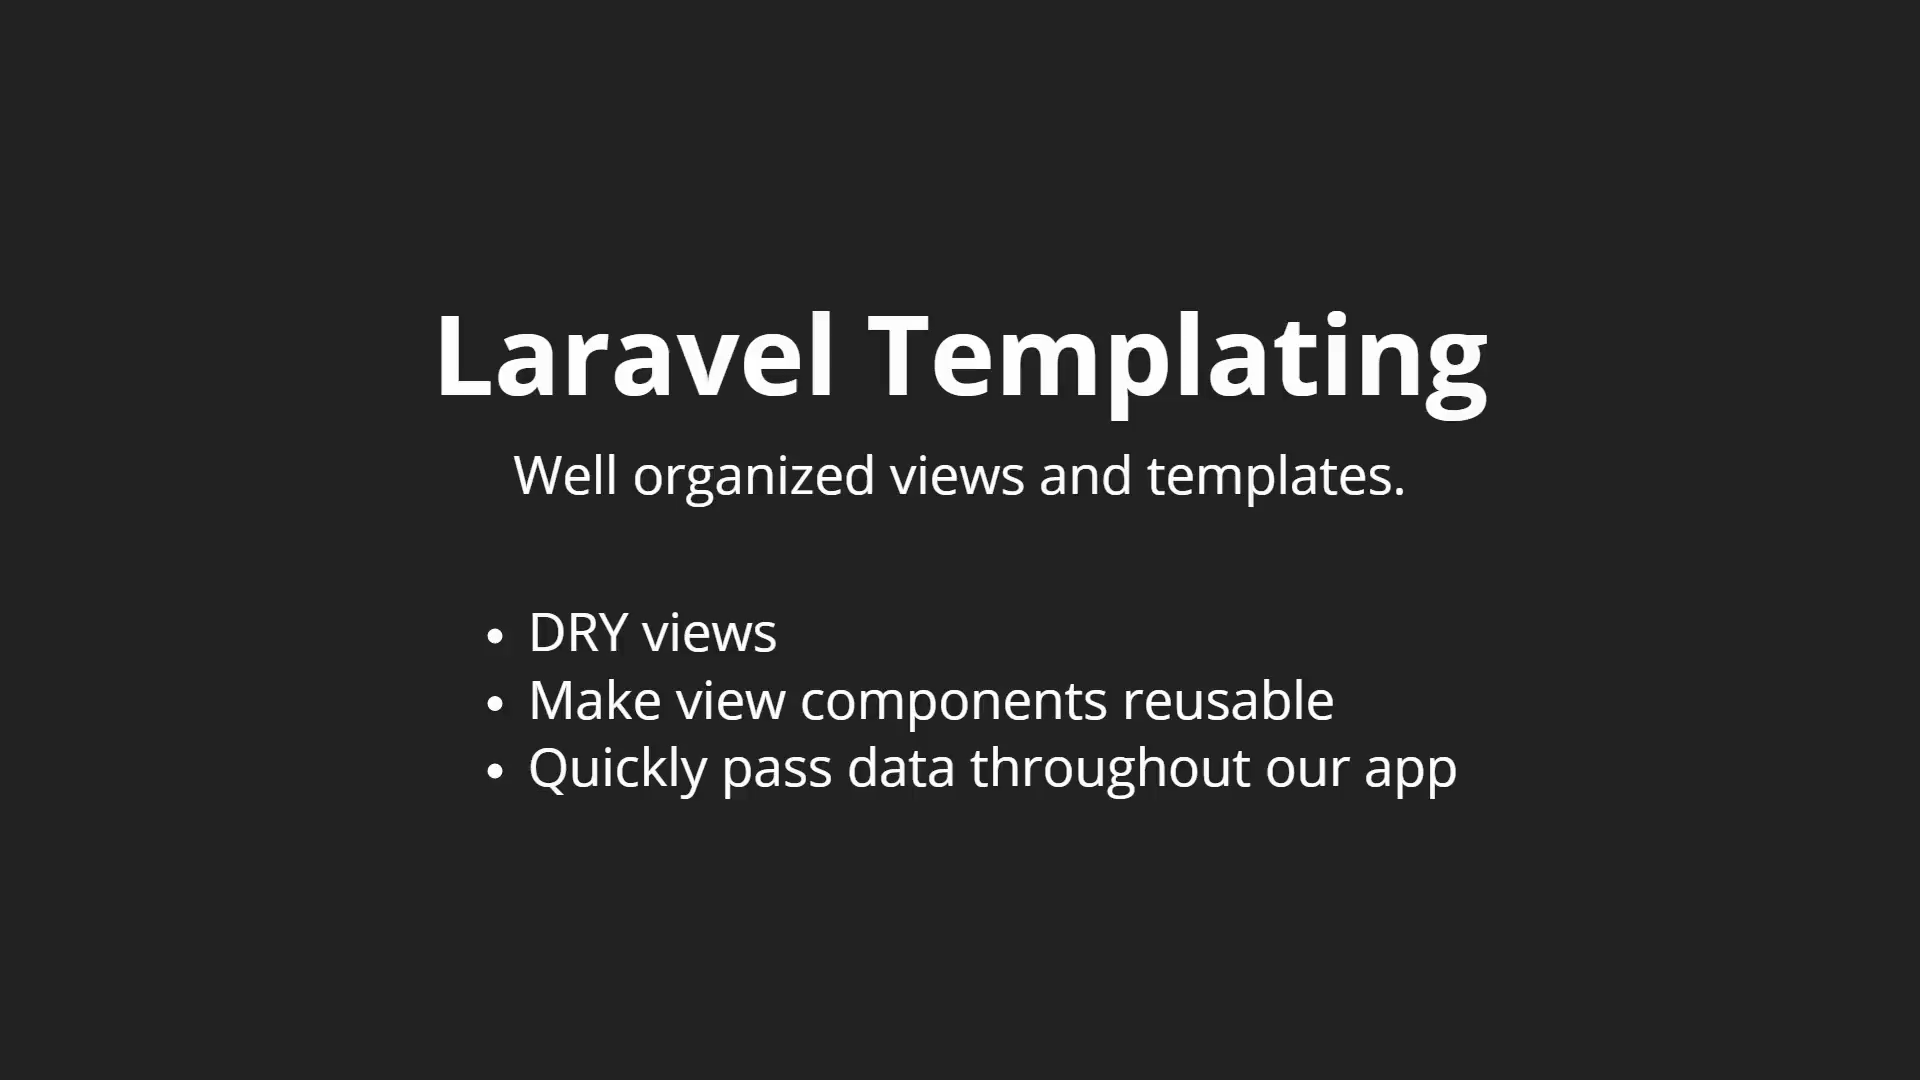 Laravel Templating
Well organized views and templates.
• DRY views
• Make view components reusable
• Quickly pass data throughout our app